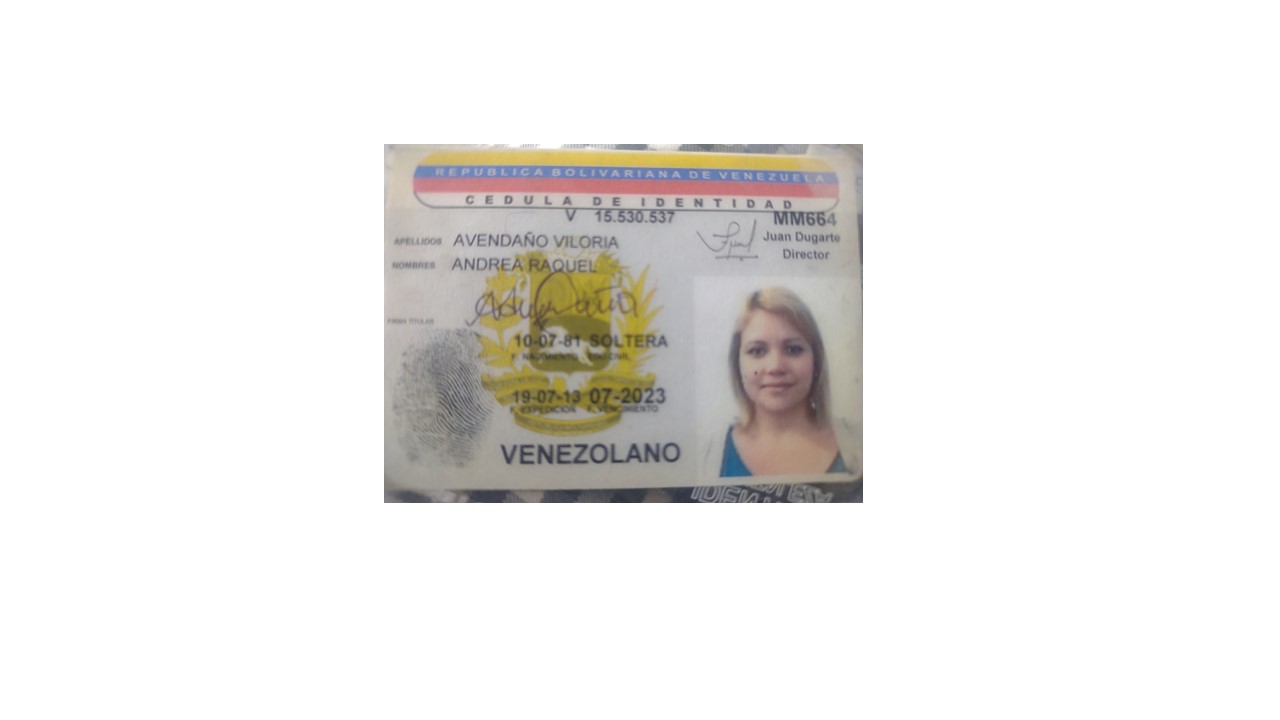 REPUBLICA BOLIVARIANA DE VENEZUELA
CEDULA DE IDENTIDAD
V 15.530.537 MM664
Juan Dugarte
Director
APELLIDOS AVENDAÑO VILORIA
NOMBRES ANDREA RAQUEL
FIRMA TITULAR
10-07-81 SOLTERA
F. NACIMIENTO EDO. CIVIL
19-07-13 07-2023
F. EXPEDICION F. VENCIMIENTO
VENEZOLANO